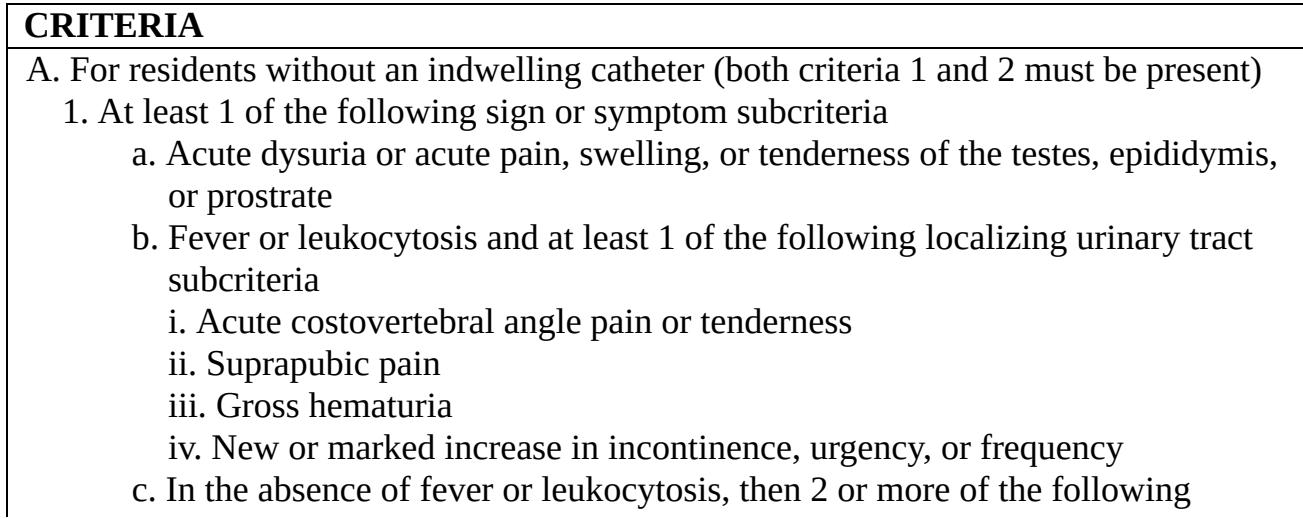 CRITERIA
A. For residents without an indwelling catheter (both criteria 1 and 2 must be present)
1. At least 1 of the following sign or symptom subcriteria
a. Acute dysuria or acute pain, swelling, or tenderness of the testes, epididymis,
or prostrate
b. Fever or leukocytosis and at least 1 of the following localizing urinary tract
subcriteria
i. Acute costovertebral angle pain or tenderness
ii. Suprapubic pain
iii. Gross hematuria
iv. New or marked increase in incontinence, urgency, or frequency
c. In the absence of fever or leukocytosis, then 2 or more of the following